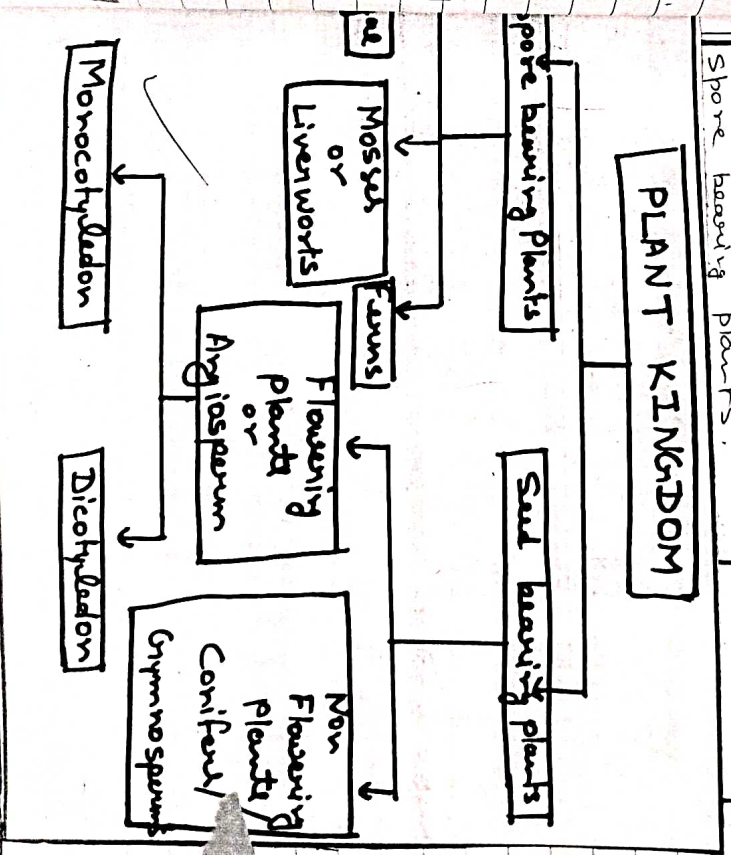 Spore bearing plants.
PLANT KINGDOM
Spore bearing Plants
Seed bearing plants
Mosses
or
Liverworts
Ferns
Flowering
plants
or
Angiosperm
Non
Flowering
plants
Conifers/
Gymnosperms
Monocotyledon
Dicotyledon